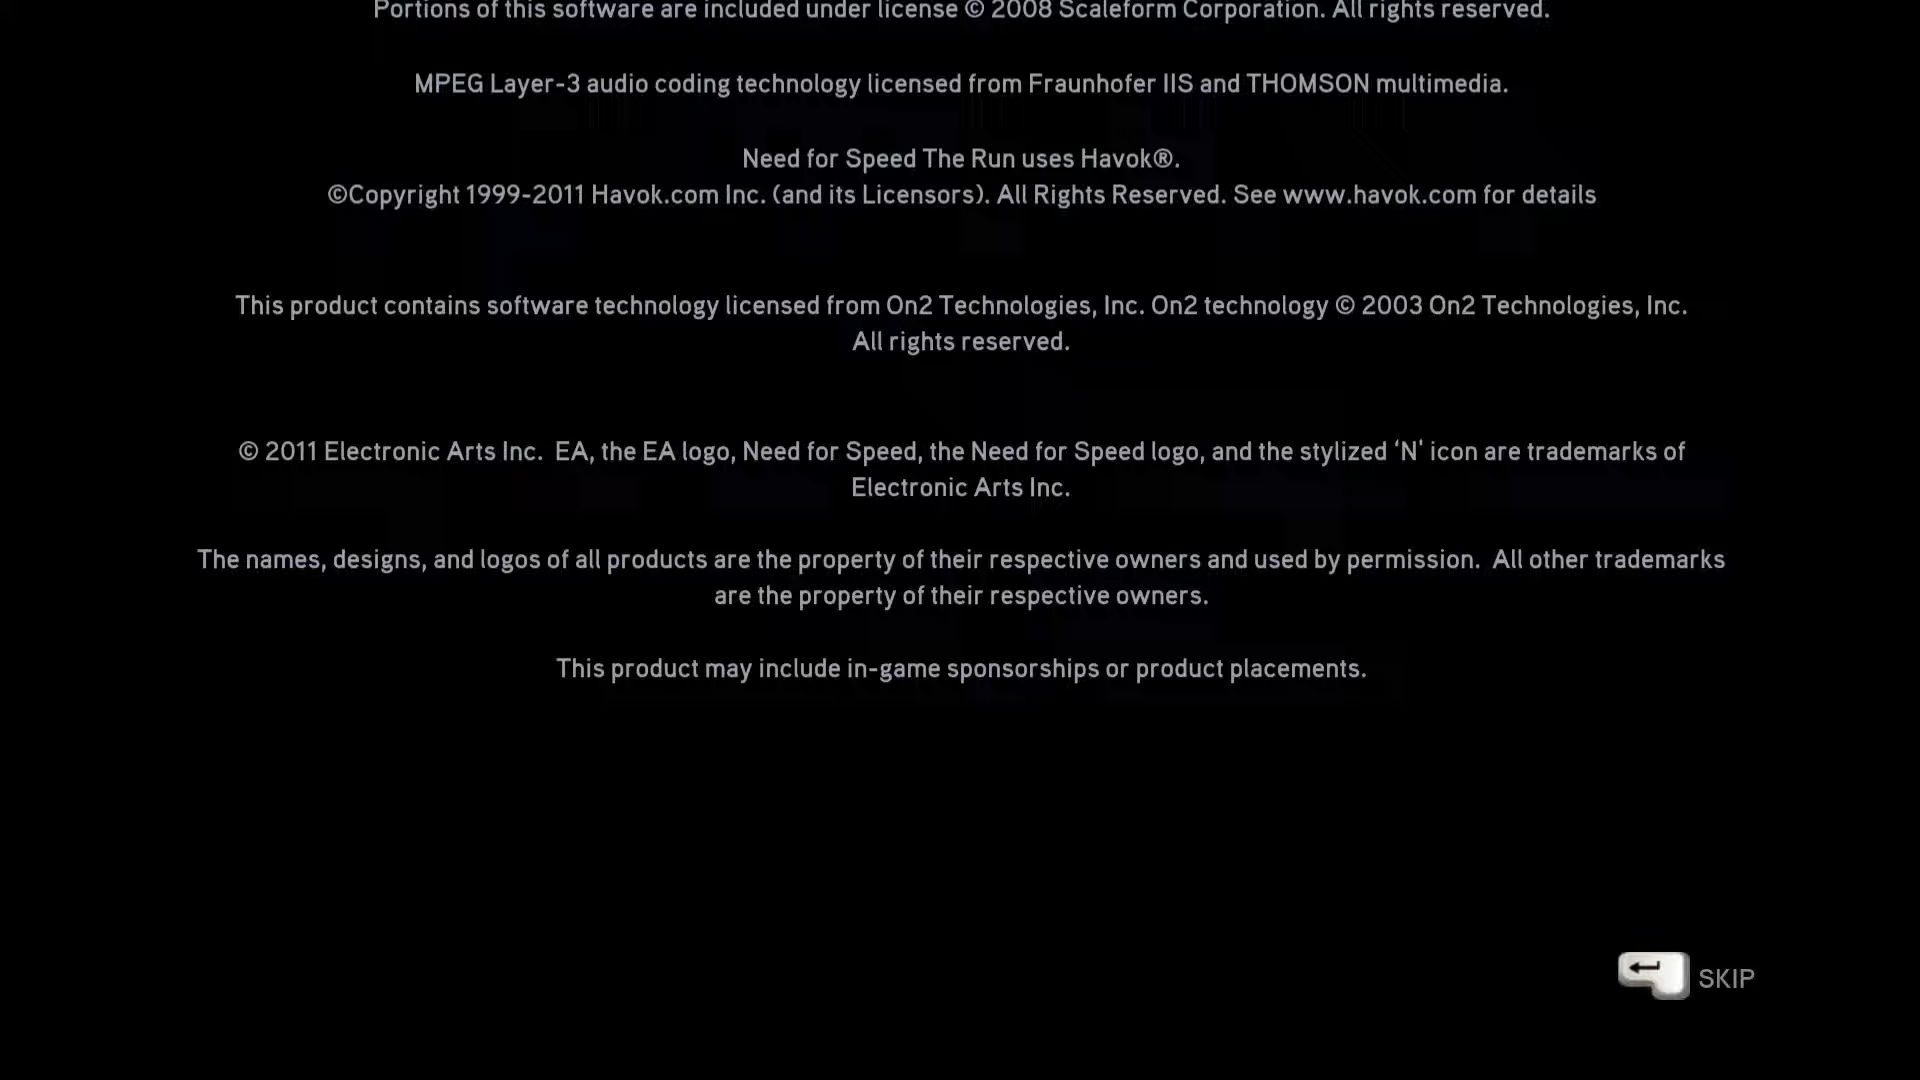 Portions of this software are included under license © 2008 Scaleform Corporation. All rights reserved.
MPEG Layer-3 audio coding technology licensed from Fraunhofer IIS and THOMSON multimedia.
Need for Speed The Run uses Havok®.
©Copyright 1999-2011 Havok.com Inc. (and its Licensors). All Rights Reserved. See www.havok.com for details
This product contains software technology licensed from On2 Technologies, Inc. On2 technology © 2003 On2 Technologies, Inc.
All rights reserved.
© 2011 Electronic Arts Inc.  EA, the EA logo, Need for Speed, the Need for Speed logo, and the stylized ‘N' icon are trademarks of
Electronic Arts Inc.
The names, designs, and logos of all products are the property of their respective owners and used by permission.  All other trademarks
are the property of their respective owners.
This product may include in-game sponsorships or product placements.
SKIP